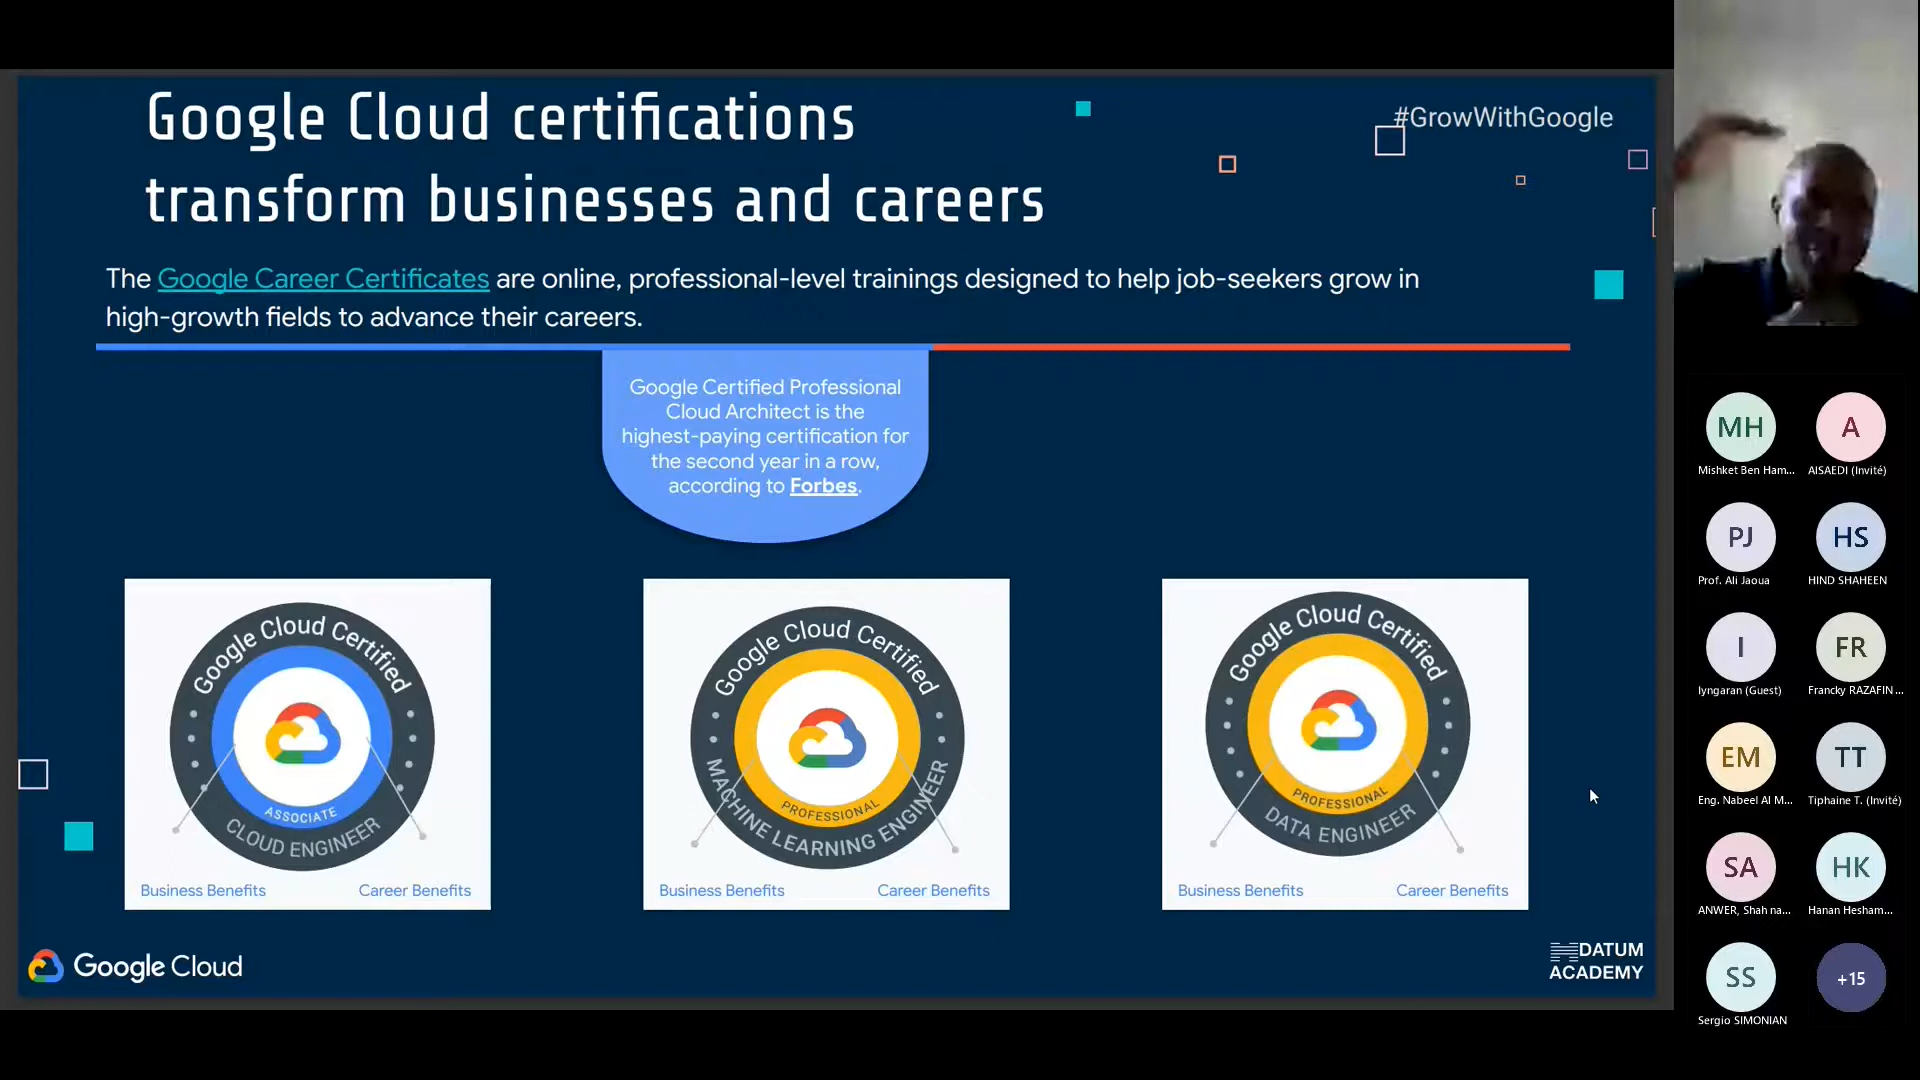 Google Cloud certifications
transform businesses and careers
#GrowWithGoogle
The Google Career Certificates are online, professional-level trainings designed to help job-seekers grow in
high-growth fields to advance their careers.
Google Certified Professional
Cloud Architect is the
highest-paying certification for
the second year in a row,
according to Forbes.
Google Cloud Certified
ASSOCIATE
CLOUD ENGINEER
Business Benefits
Career Benefits
Google Cloud Certified
PROFESSIONAL
MACHINE LEARNING ENGINEER
Business Benefits
Career Benefits
Google Cloud Certified
PROFESSIONAL
DATA ENGINEER
Business Benefits
Career Benefits
Google Cloud
DATUM
ACADEMY
MH
Mishket Ben Ham...
A
AISAEDI (Invité)
PJ
Prof. Ali Jaoua
HS
HIND SHAHEEN
I
Iyngaran (Guest)
FR
Francky RAZAFIN...
EM
Eng. Nabeel Al M...
TT
Tiphaine T. (Invité)
SA
ANWER, Shah na...
HK
Hanan Hesham...
SS
Sergio SIMONIAN
+15